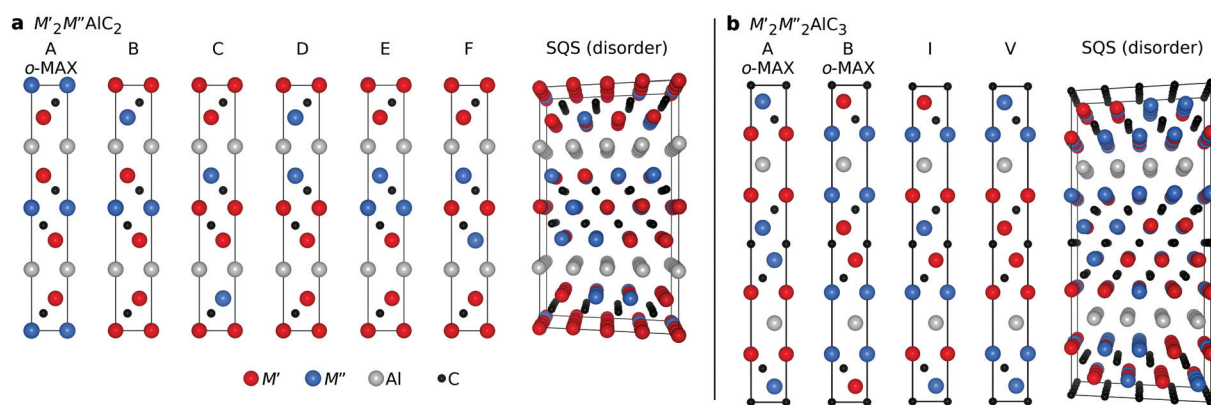 a M'₂M"AlC₂
A B C D E F SQS (disorder)
o-MAX
M' M" Al C
b M'₂M"₂AlC₃
A B I V SQS (disorder)
o-MAX o-MAX